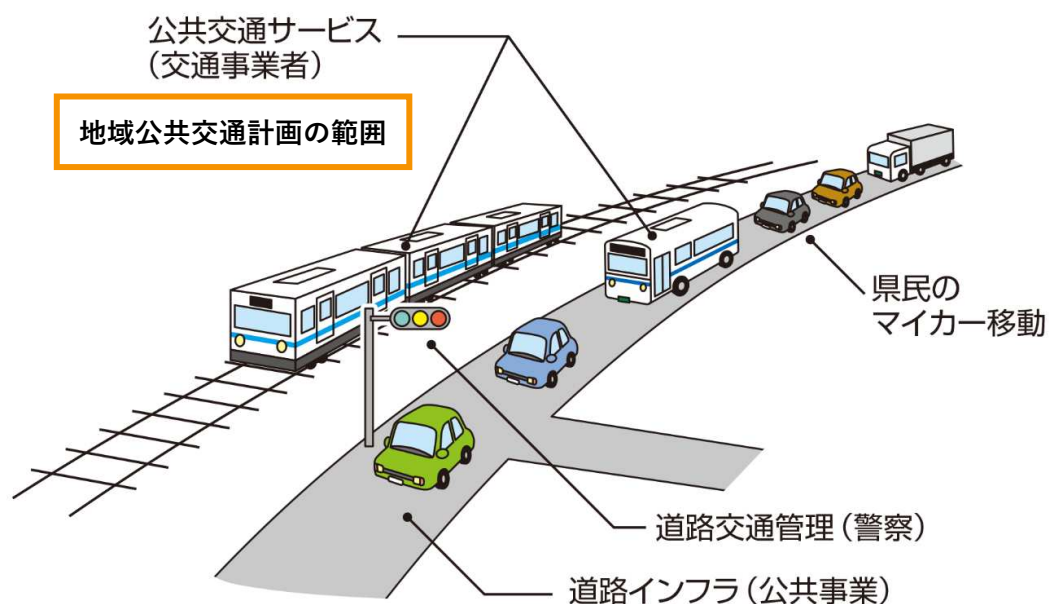 公共交通サービス
（交通事業者）
地域公共交通計画の範囲
県民の
マイカー移動
道路交通管理（警察）
道路インフラ（公共事業）